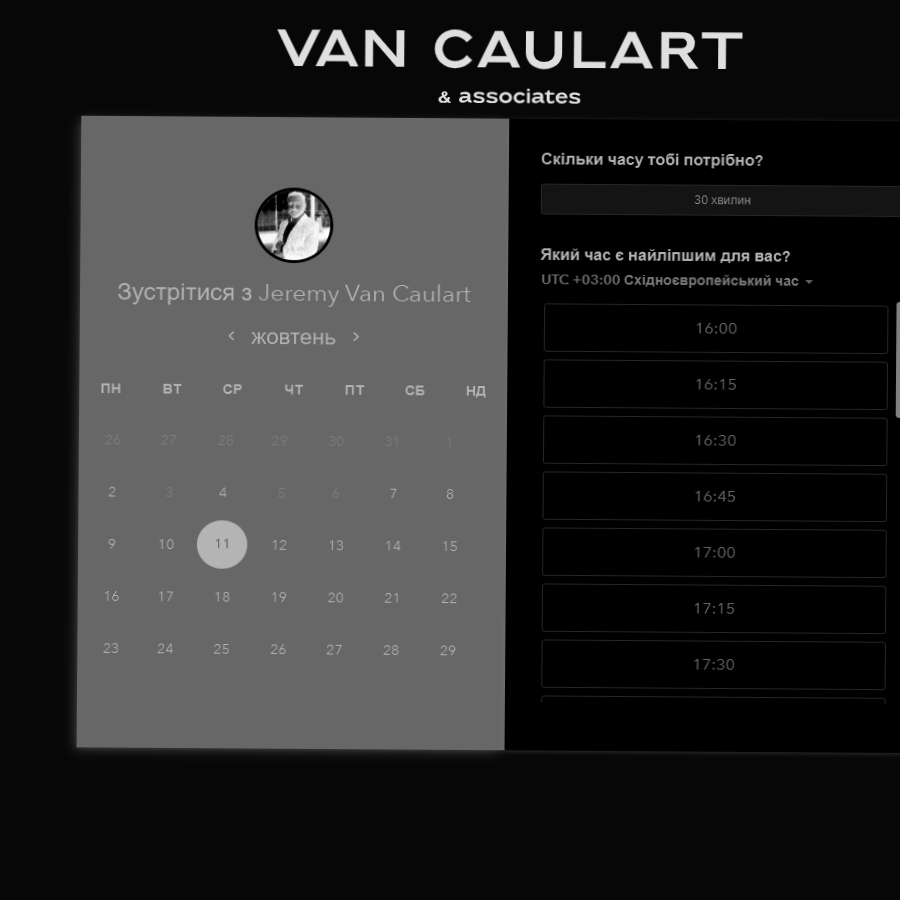 VAN CAULART
& associates
Зустрітися з Jeremy Van Caulart
жовтень
ПН ВТ СР ЧТ ПТ СБ НД
26 27 28 29 30 31 1
2 3 4 5 6 7 8
9 10 11 12 13 14 15
16 17 18 19 20 21 22
23 24 25 26 27 28 29
Скільки часу тобі потрібно?
30 хвилин
Який час є найліпшим для вас?
UTC +03:00 Східноєвропейський час
16:00
16:15
16:30
16:45
17:00
17:15
17:30